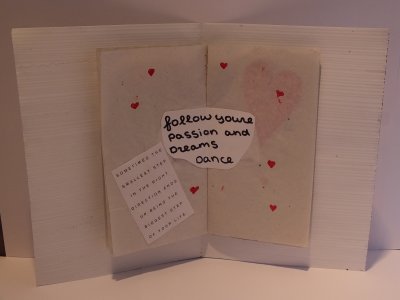 follow youre
passion and
Dreams
Dance
SOMETIMES THE
SMALLEST STEP
IN THE RIGHT
DIRECTION ENDS
UP BEING THE
BIGGEST STEP
OF YOUR LIFE